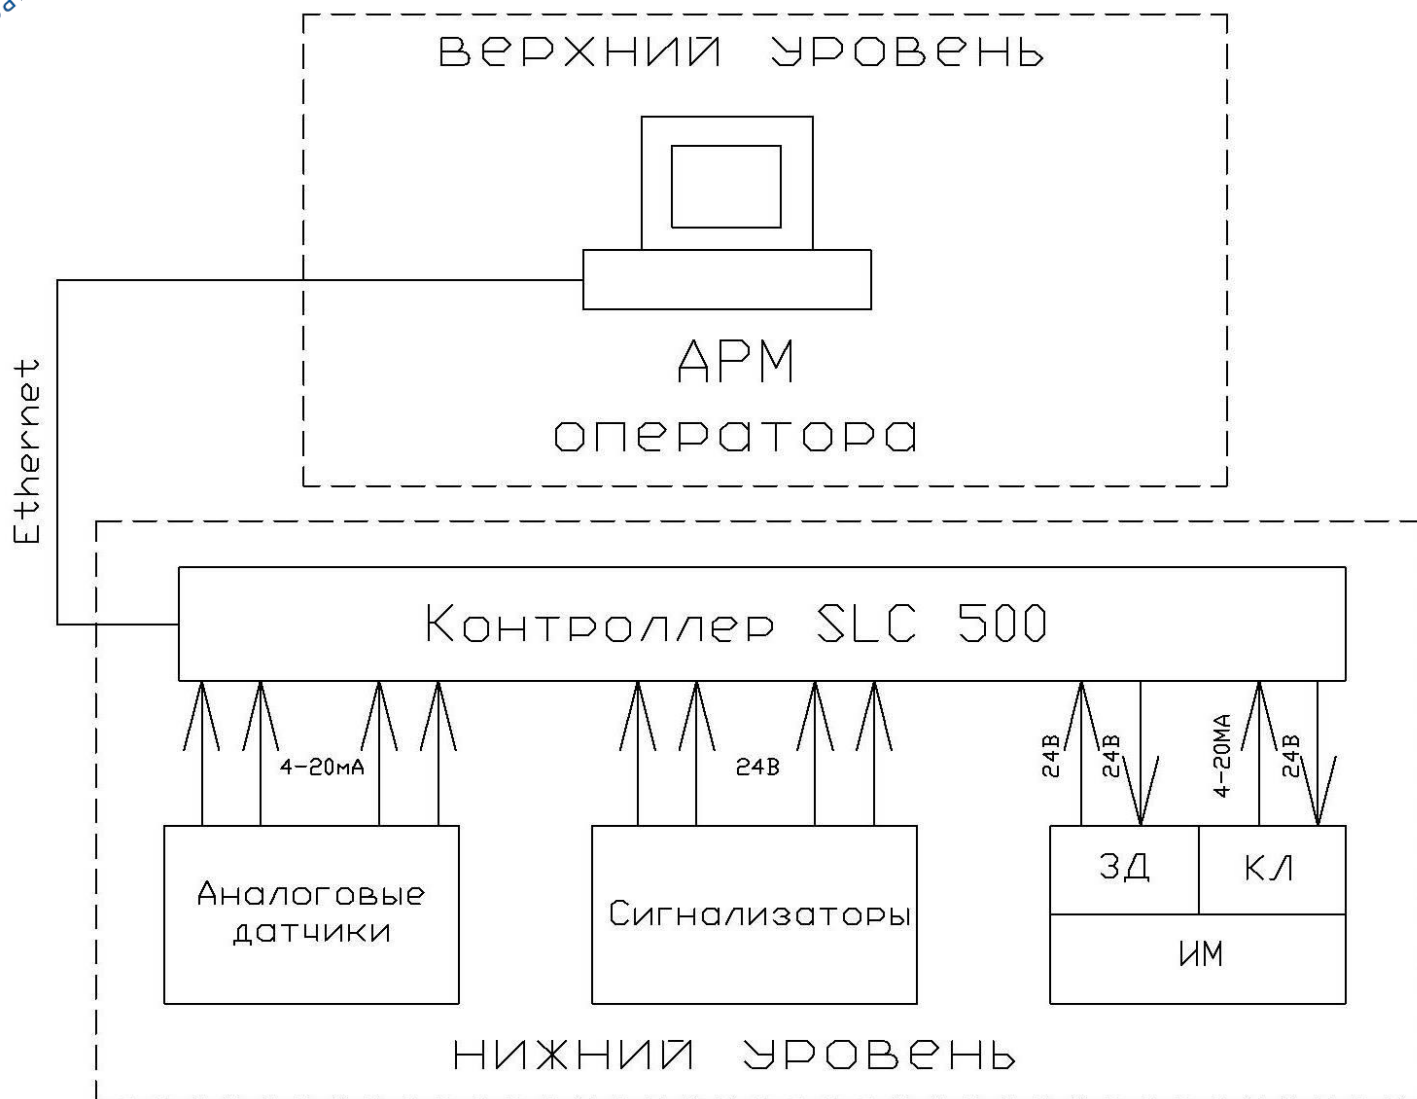 ВЕРХНИЙ УРОВЕНЬ
АРМ
оператора
Ethernet
Контроллер SLC 500
4-20мА
24В
24В
24В
4-20МА
24В
Аналоговые
датчики
Сигнализаторы
ЗД
КЛ
ИМ
НИЖНИЙ УРОВЕНЬ